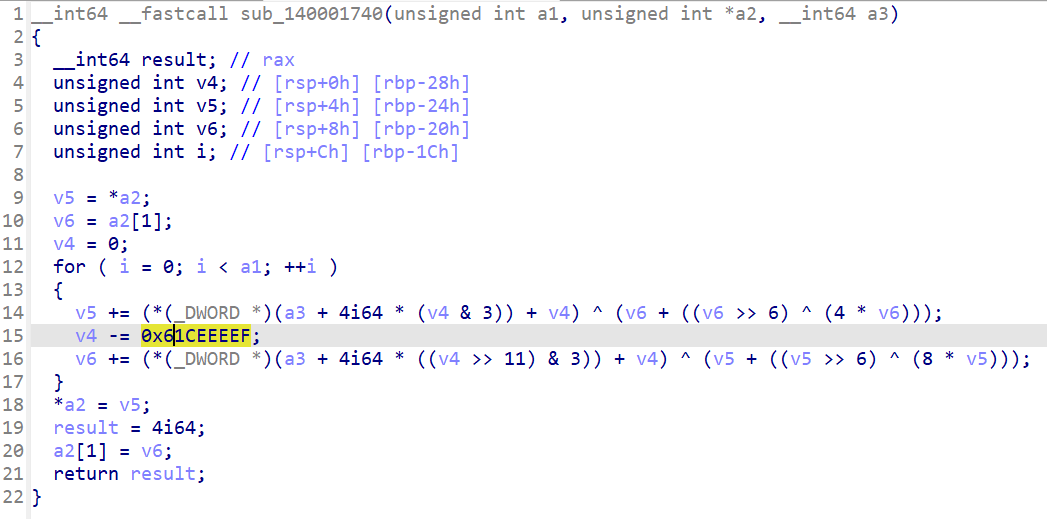 1 __int64 __fastcall sub_140001740(unsigned int a1, unsigned int *a2, __int64 a3)
2 {
3   __int64 result; // rax
4   unsigned int v4; // [rsp+0h] [rbp-28h]
5   unsigned int v5; // [rsp+4h] [rbp-24h]
6   unsigned int v6; // [rsp+8h] [rbp-20h]
7   unsigned int i; // [rsp+Ch] [rbp-1Ch]
8
9   v5 = *a2;
10   v6 = a2[1];
11   v4 = 0;
12   for ( i = 0; i < a1; ++i )
13   {
14     v5 += (*(_DWORD *)(a3 + 4i64 * (v4 & 3)) + v4) ^ (v6 + ((v6 >> 6) ^ (4 * v6)));
15     v4 -= 0x61CEEEEF;
16     v6 += (*(_DWORD *)(a3 + 4i64 * ((v4 >> 11) & 3)) + v4) ^ (v5 + ((v5 >> 6) ^ (8 * v5)));
17   }
18   *a2 = v5;
19   result = 4i64;
20   a2[1] = v6;
21   return result;
22 }